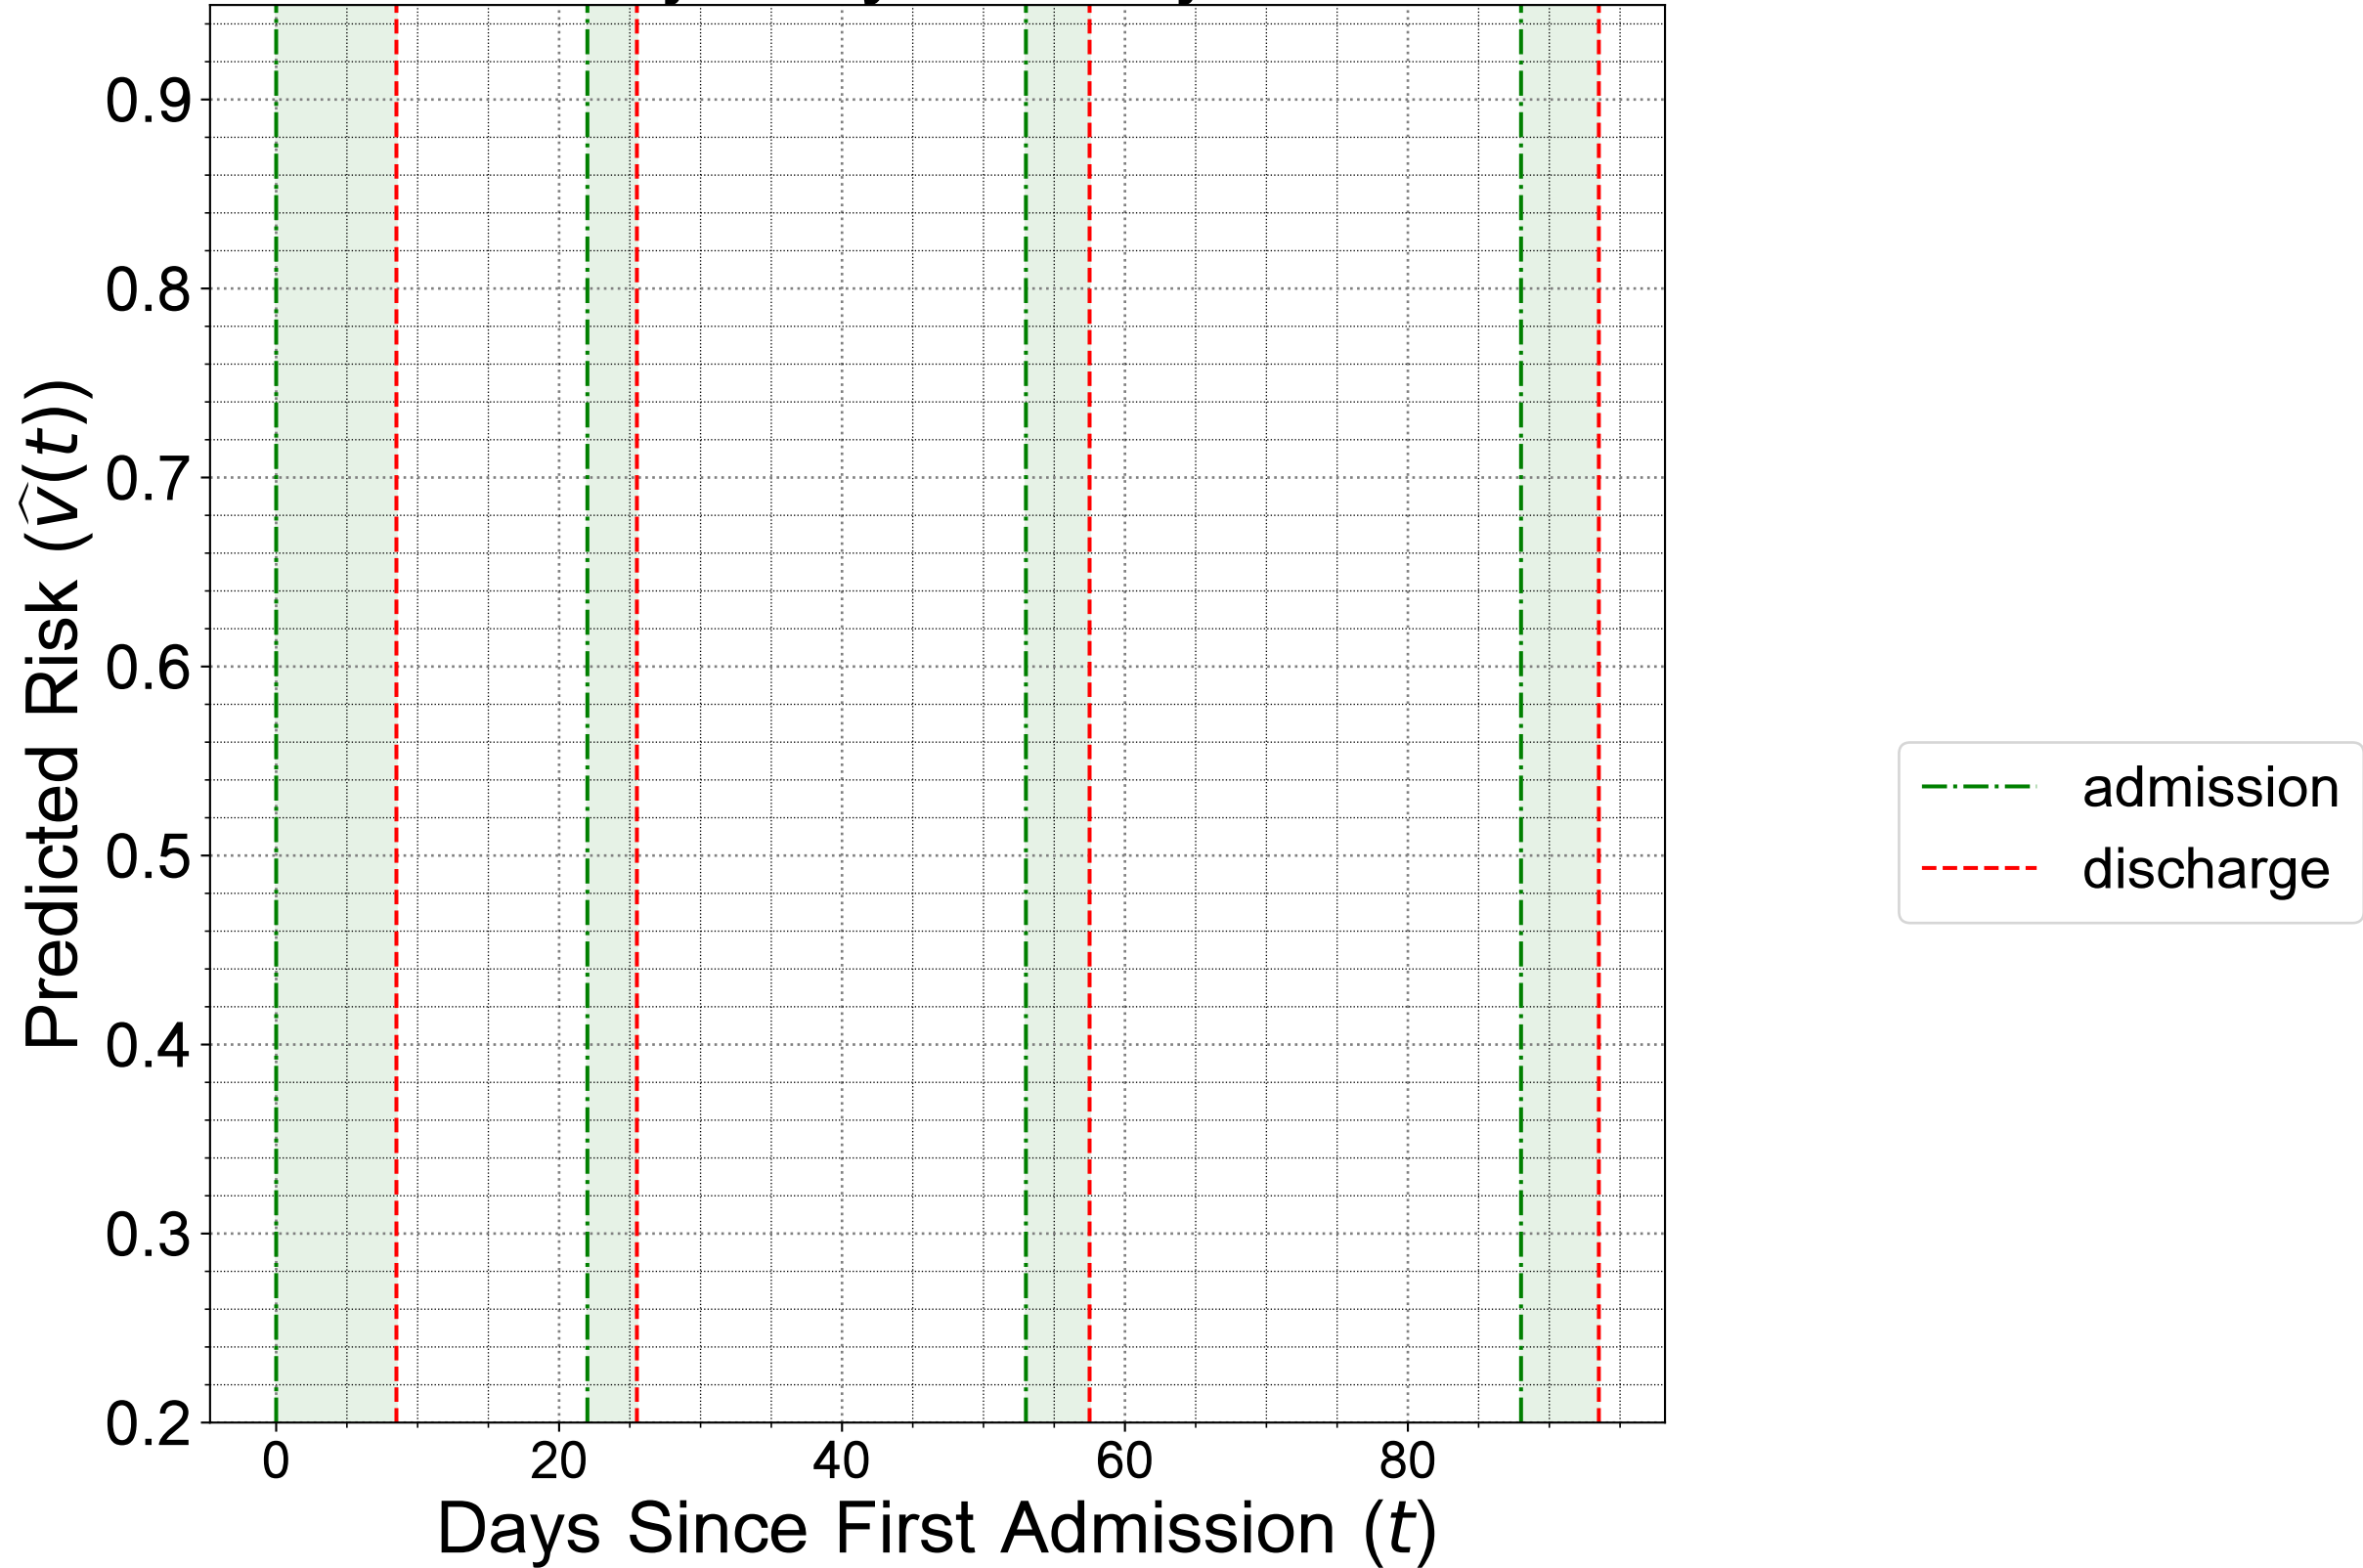 0.9
0.8
0.7
0.6
0.5
0.4
0.3
0.2
Predicted Risk (v̂(t))
0 20 40 60 80
Days Since First Admission (t)
admission
discharge